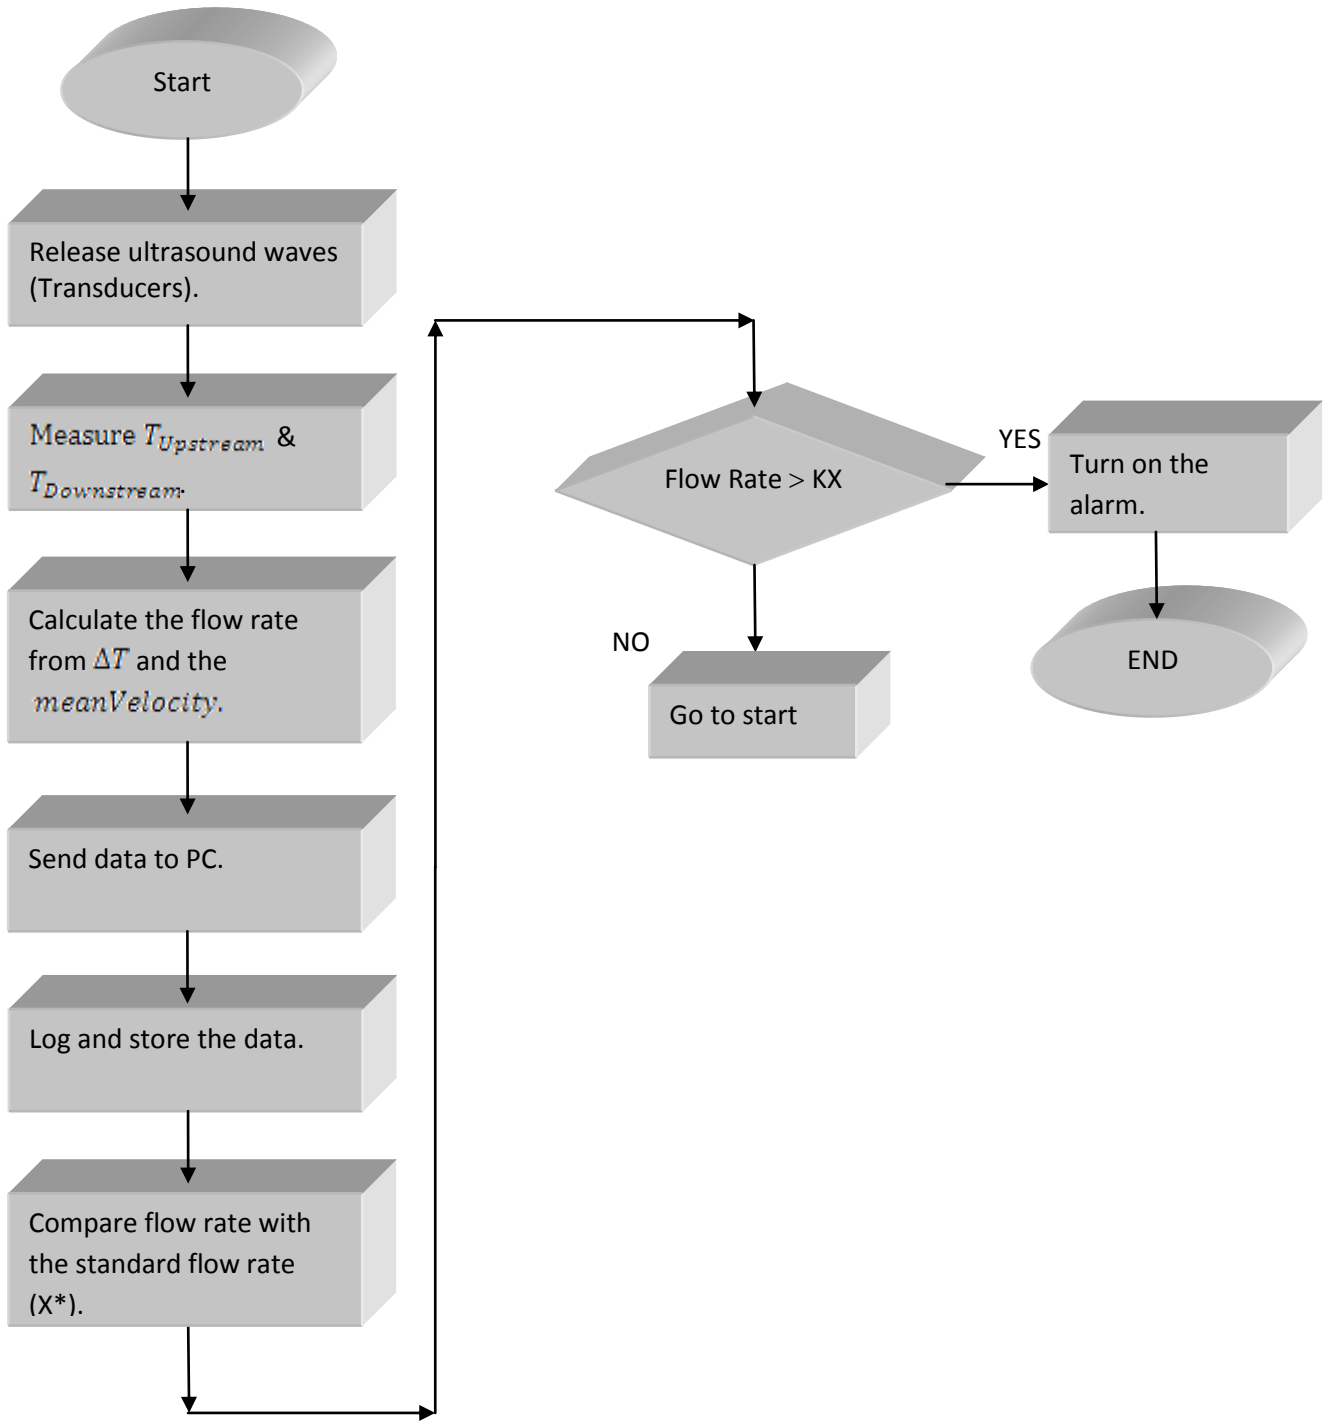 Start
Release ultrasound waves
(Transducers).
Measure T_Upstream &
T_Downstream.
Calculate the flow rate
from ΔT and the
meanVelocity.
Send data to PC.
Log and store the data.
Compare flow rate with
the standard flow rate
(X*).
Flow Rate > KX
YES
Turn on the
alarm.
END
NO
Go to start